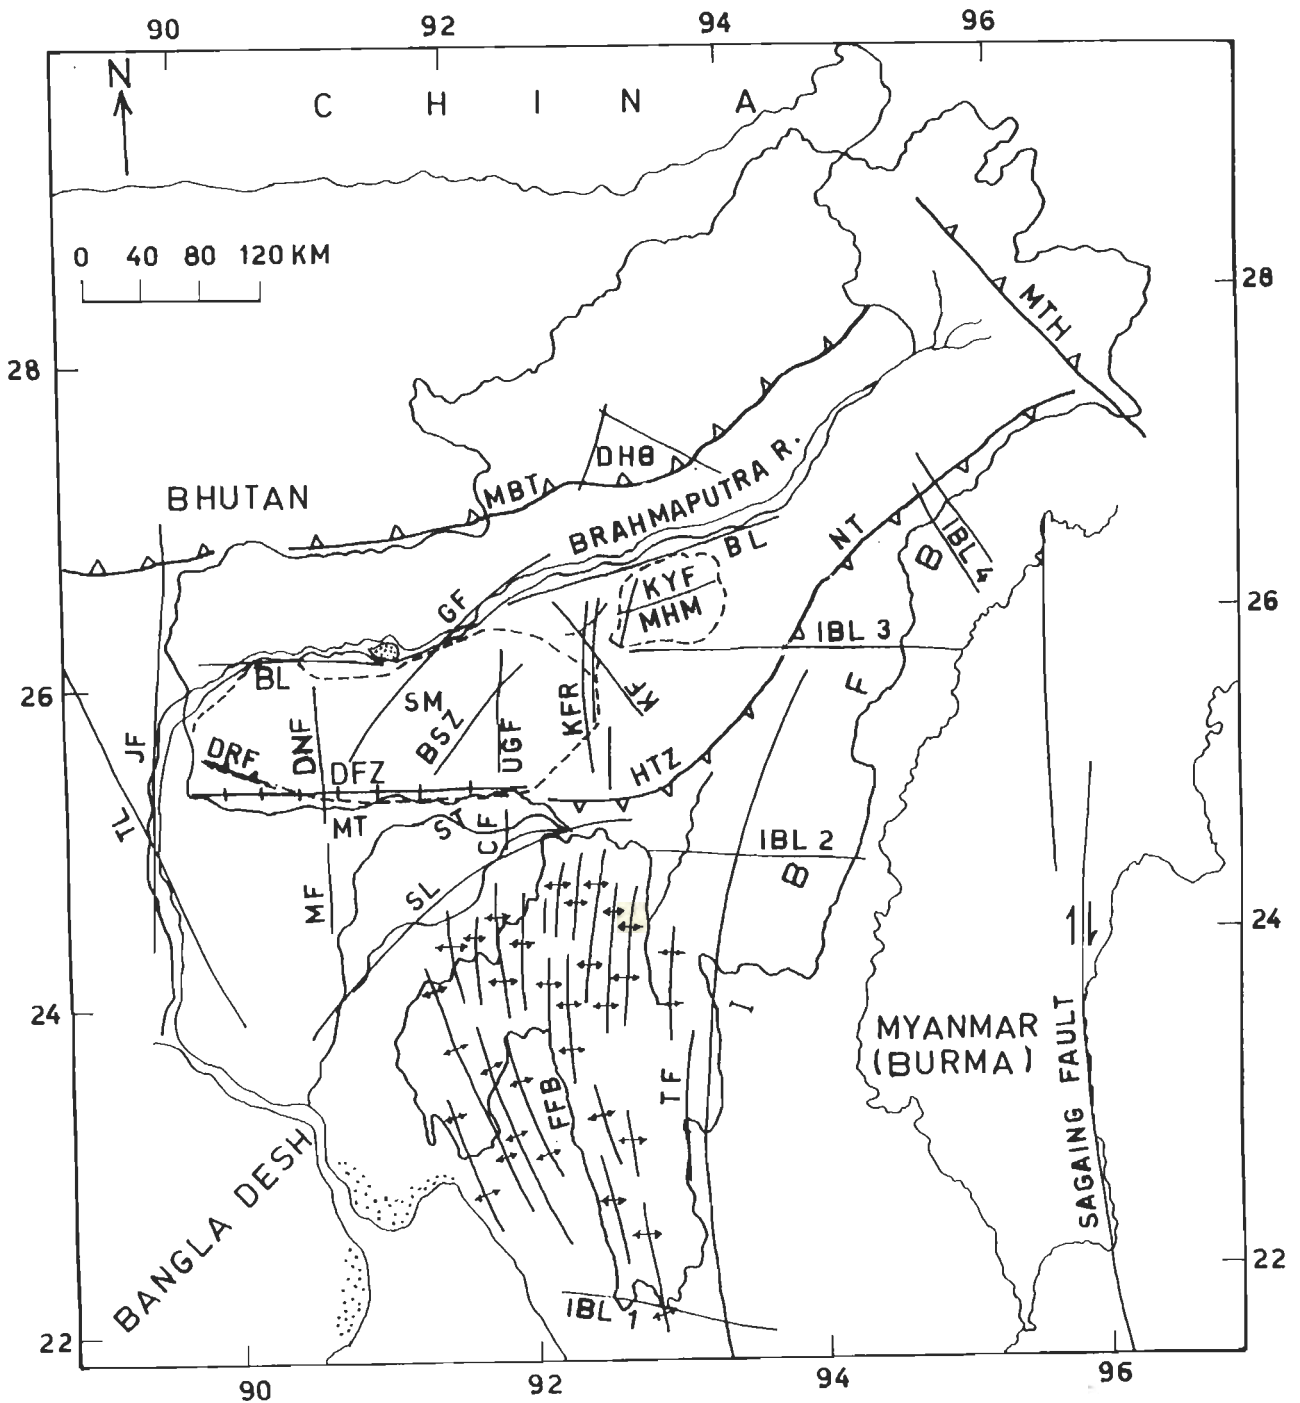 90 92 94 96
N
C H I N A
0 40 80 120 KM
28
28
MTH
DHB
MBT
BHUTAN
BRAHMAPUTRA R.
BL
NT
IBL 4
B
KYF
MHM
GF
26
IBL 3
BL
26
SM
BSZ
KFR
KF
F
JF
DRF
DNF
DFZ
UGF
HTZ
TL
MT
ST
CF
IBL 2
B
MF
SL
24
24
I
MYANMAR
(BURMA)
SAGAING FAULT
FFB
TF
BANGLA DESH
22
IBL 1
22
90 92 94 96